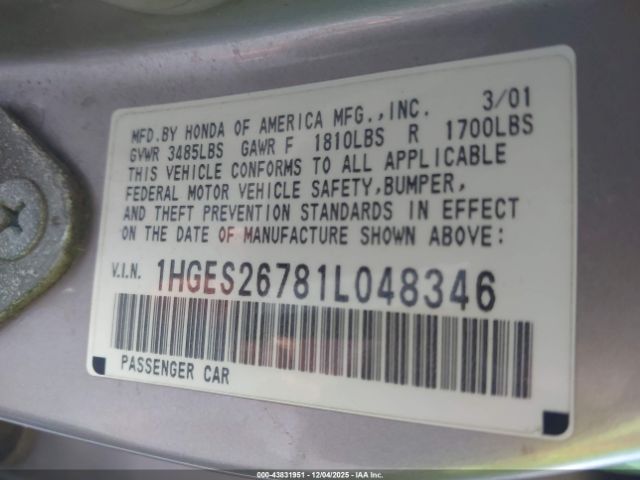 MFD.BY HONDA OF AMERICA MFG.,INC. 3/01
GVWR 3485LBS GAWR F 1810LBS R 1700LBS
THIS VEHICLE CONFORMS TO ALL APPLICABLE
FEDERAL MOTOR VEHICLE SAFETY,BUMPER,
AND THEFT PREVENTION STANDARDS IN EFFECT
ON THE DATE OF MANUFACTURE SHOWN ABOVE:
V.I.N. 1HGES26781L048346
PASSENGER CAR
© 00-43831951 - 12/04/2025 - IAA Inc.